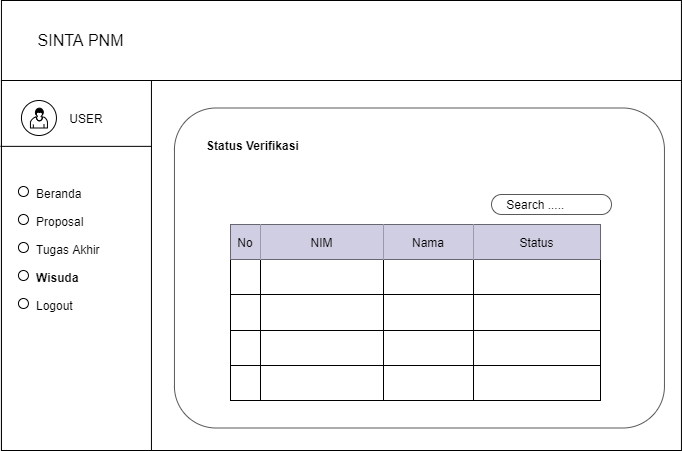 SINTA PNM
USER
Beranda
Proposal
Tugas Akhir
Wisuda
Logout
Status Verifikasi
Search .....
No NIM Nama Status